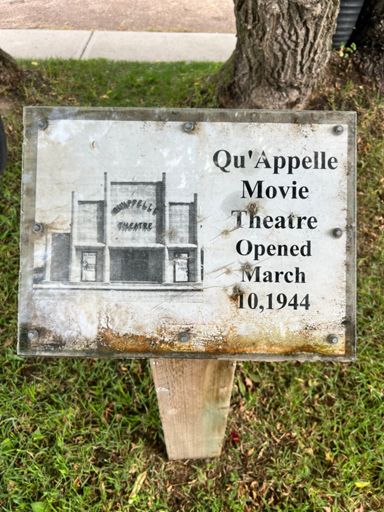 QU'APPELLE
THEATRE
Qu'Appelle
Movie
Theatre
Opened
March
10,1944